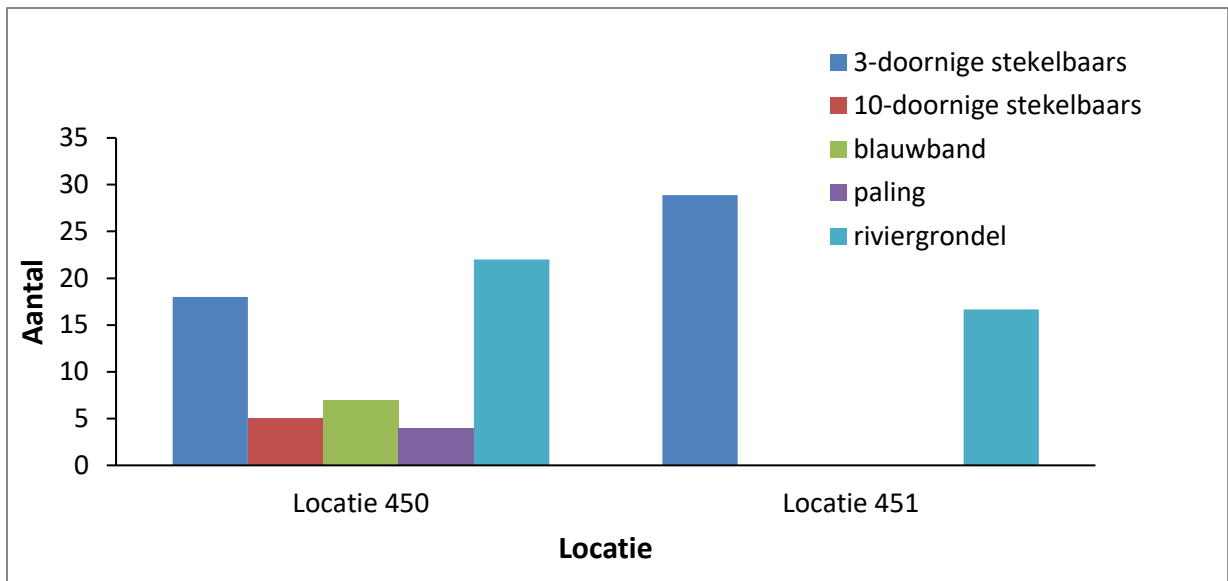 3-doornige stekelbaars
10-doornige stekelbaars
blauwband
paling
riviergrondel
35
30
25
20
15
10
5
0
Aantal
Locatie 450
Locatie 451
Locatie